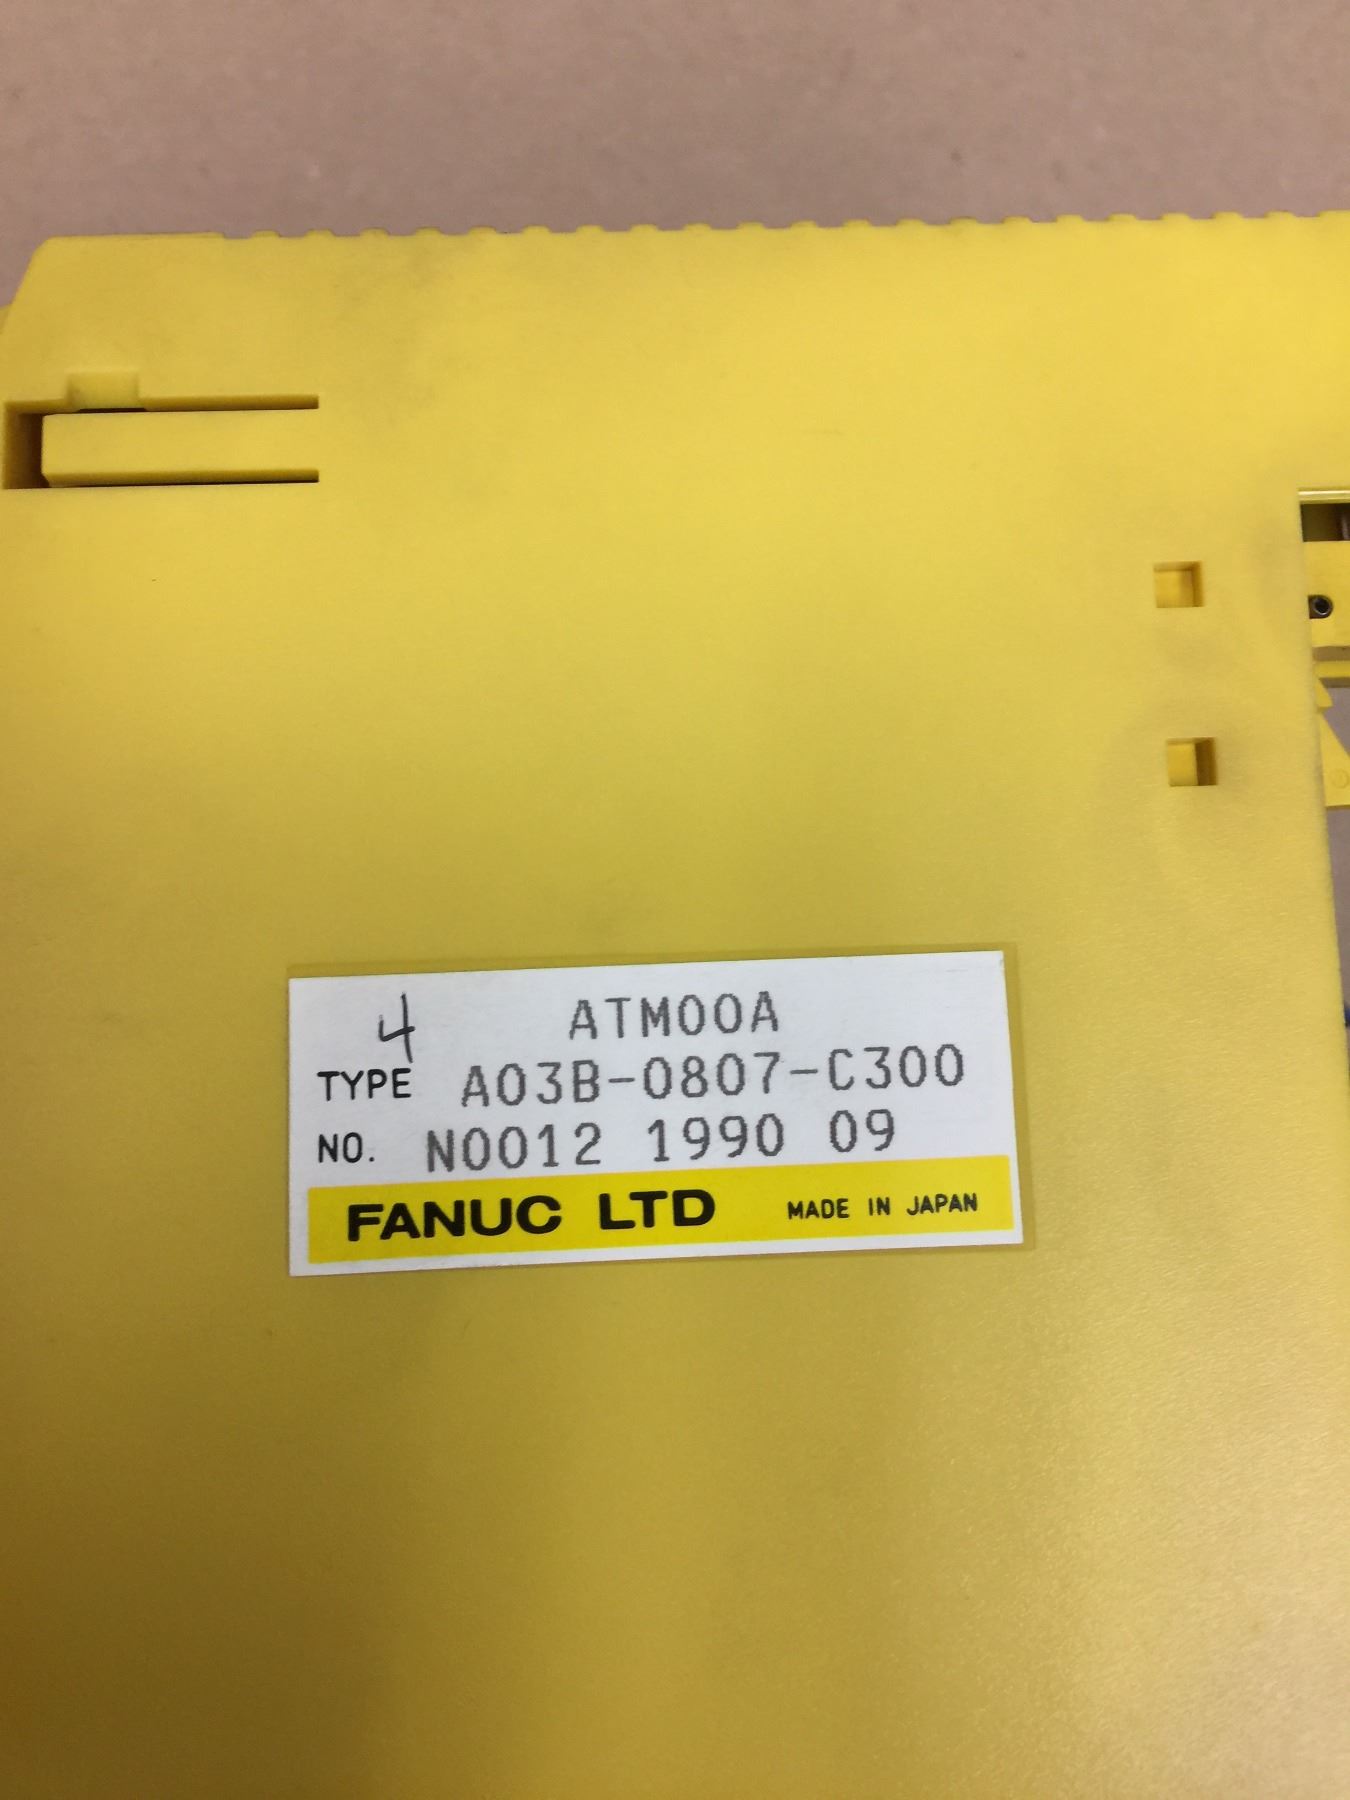 4 ATM00A
TYPE A03B-0807-C300
NO. N0012 1990 09
FANUC LTD MADE IN JAPAN